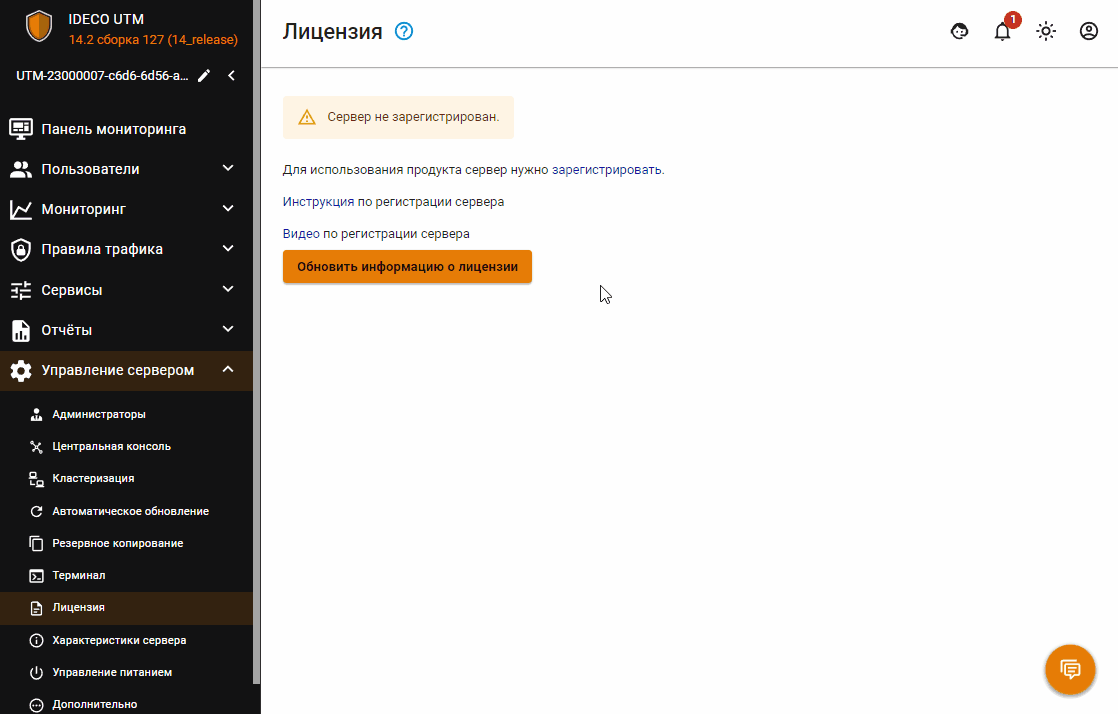 IDECO UTM
14.2 сборка 127 (14_release)
UTM-23000007-c6d6-6d56-a...
Панель мониторинга
Пользователи
Мониторинг
Правила трафика
Сервисы
Отчёты
Управление сервером
Администраторы
Центральная консоль
Кластеризация
Автоматическое обновление
Резервное копирование
Терминал
Лицензия
Характеристики сервера
Управление питанием
Дополнительно
Лицензия
1
Сервер не зарегистрирован.
Для использования продукта сервер нужно зарегистрировать.
Инструкция по регистрации сервера
Видео по регистрации сервера
Обновить информацию о лицензии